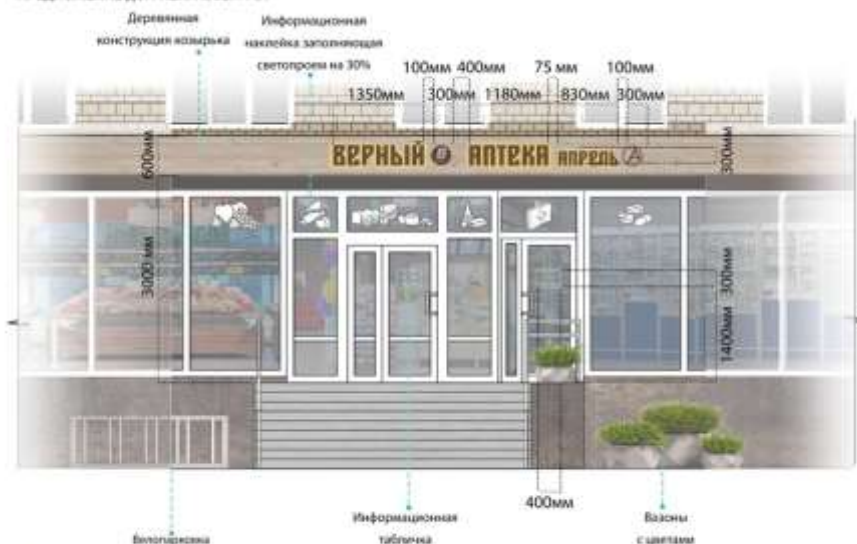 Деревянная
конструкция козырька
Информационная
наклейка заполняющая
светопроем на 30%
100мм 400мм 75 мм 100мм
1350мм 300мм 1180мм 830мм 300мм
600мм
300мм
ВЕРНЫЙ АПТЕКА АПРЕЛЬ
3000 мм
300мм
1400мм
400мм
Велопарковка
Информационная
табличка
Вазоны
с цветами